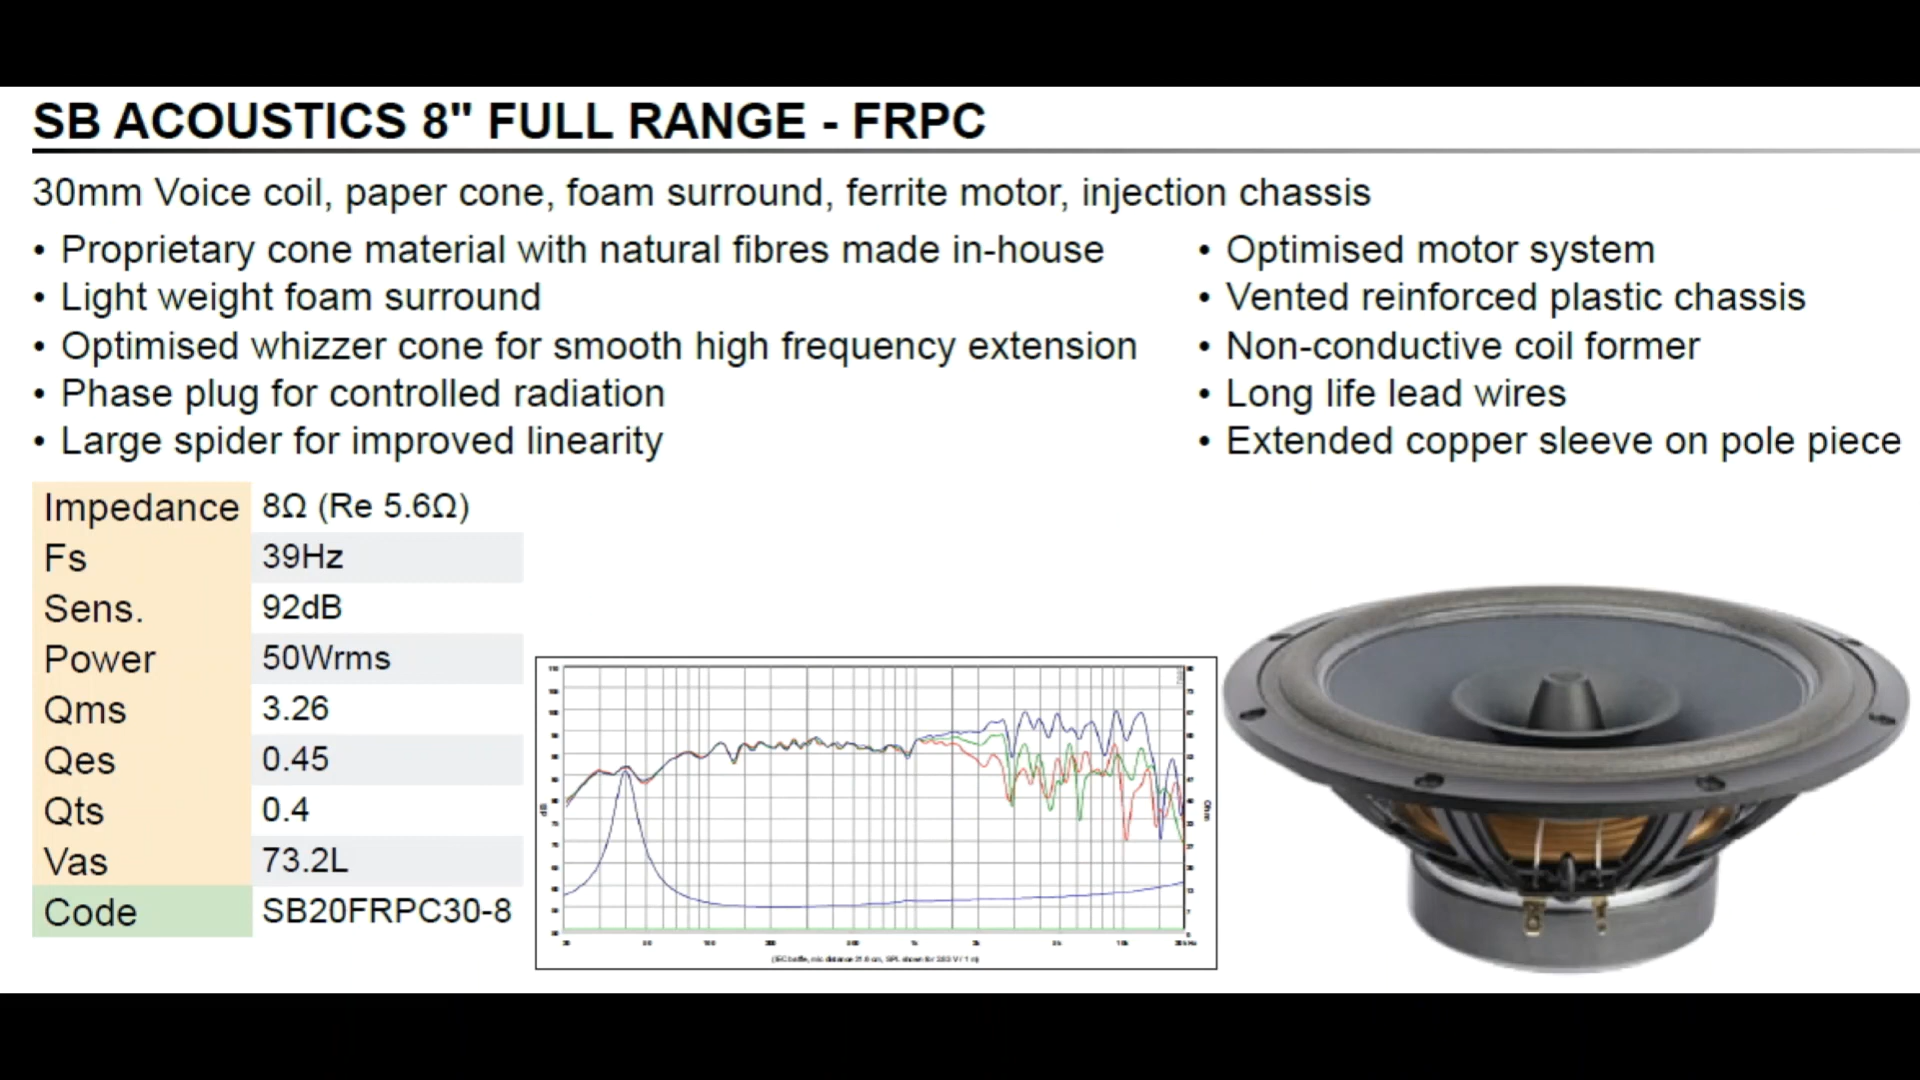 SB ACOUSTICS 8" FULL RANGE - FRPC
30mm Voice coil, paper cone, foam surround, ferrite motor, injection chassis
• Proprietary cone material with natural fibres made in-house
• Light weight foam surround
• Optimised whizzer cone for smooth high frequency extension
• Phase plug for controlled radiation
• Large spider for improved linearity
• Optimised motor system
• Vented reinforced plastic chassis
• Non-conductive coil former
• Long life lead wires
• Extended copper sleeve on pole piece
Impedance 8Ω (Re 5.6Ω)
Fs 39Hz
Sens. 92dB
Power 50Wrms
Qms 3.26
Qes 0.45
Qts 0.4
Vas 73.2L
Code SB20FRPC30-8
dB
Ohm